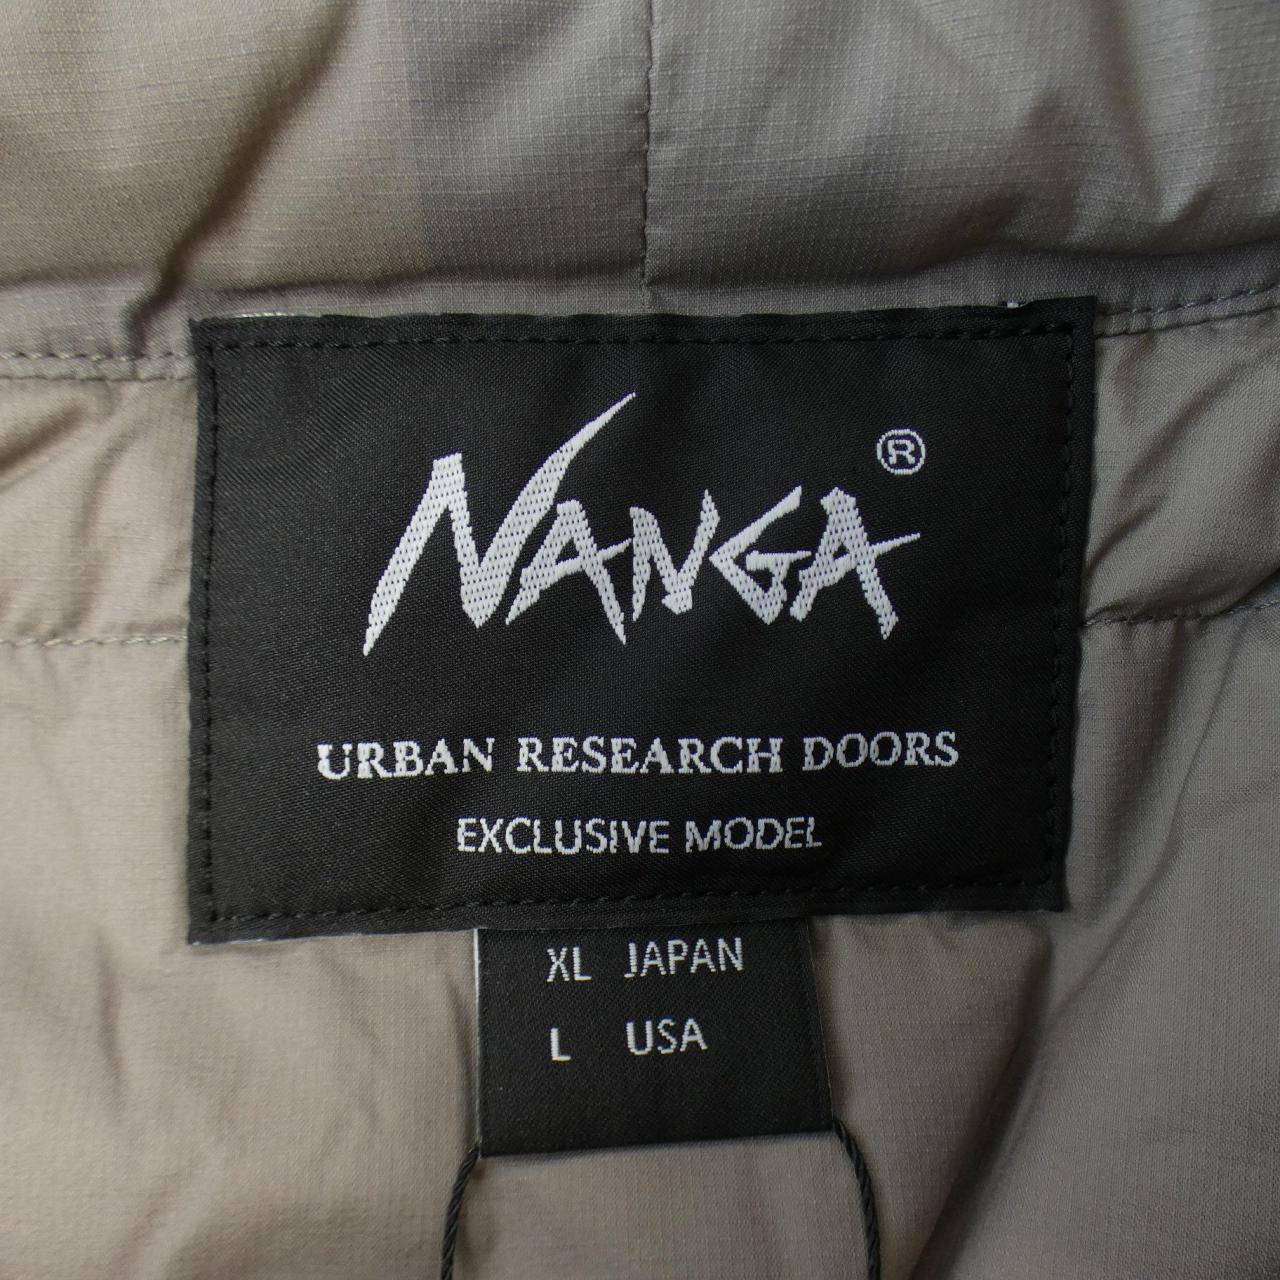 NANGA®
URBAN RESEARCH DOORS
EXCLUSIVE MODEL
XL JAPAN
L USA